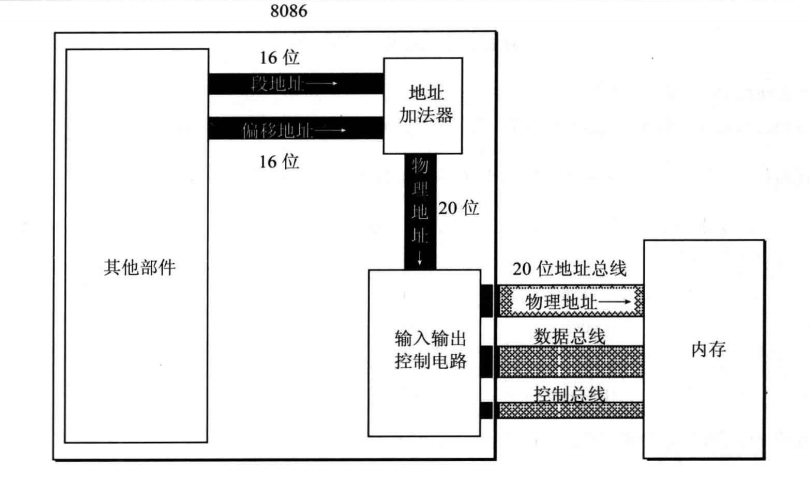 8086
16 位
段地址→
偏移地址→
16 位
地址
加法器
物
理
地
址
↓
20 位
其他部件
输入输出
控制电路
20 位地址总线
物理地址→
数据总线
控制总线
内存